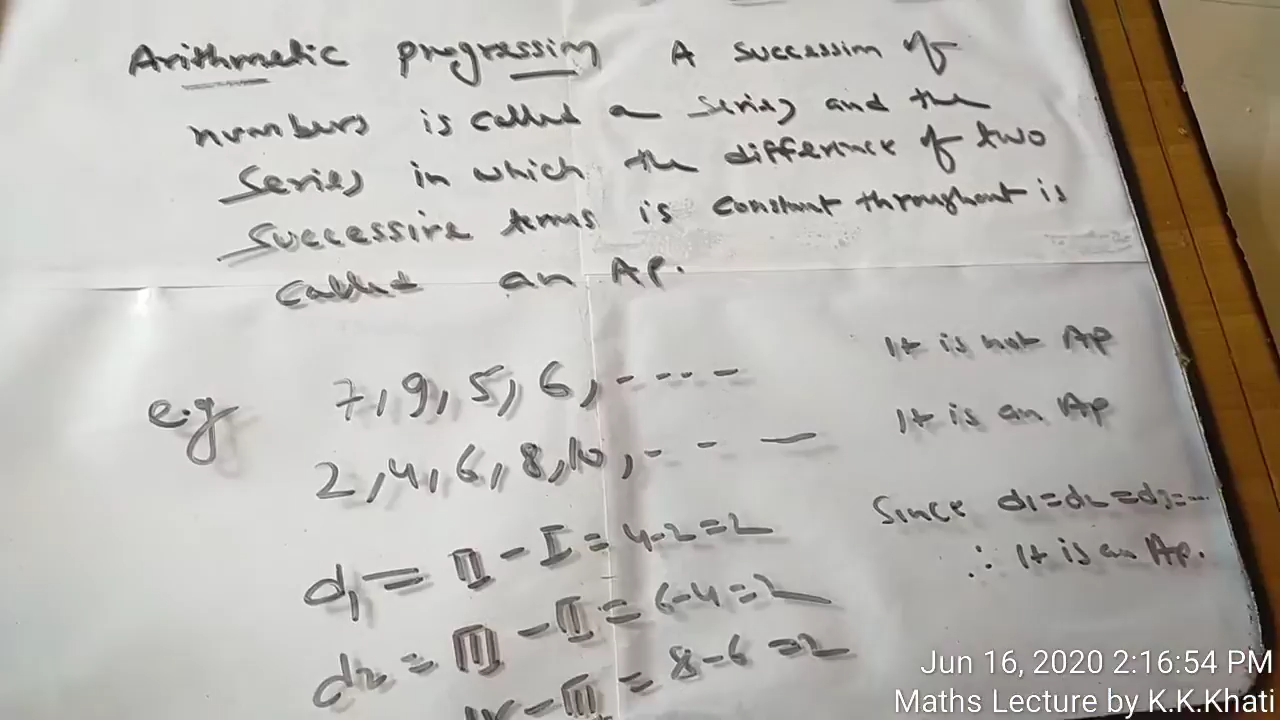 Arithmetic progression A succession of
numbers is called a series and the
series in which the difference of two
successive terms is constant throughout is
called an AP.
e.g 7, 9, 5, 6, ---- It is not AP
2, 4, 6, 8, 10, - - — It is an AP
d1 = II - I = 4-2=2 Since d1=d2=d3=---
d2 = III - II = 6-4=2 ∴ It is an AP.
IV - III = 8-6=2
Jun 16, 2020 2:16:54 PM
Maths Lecture by K.K.Khati